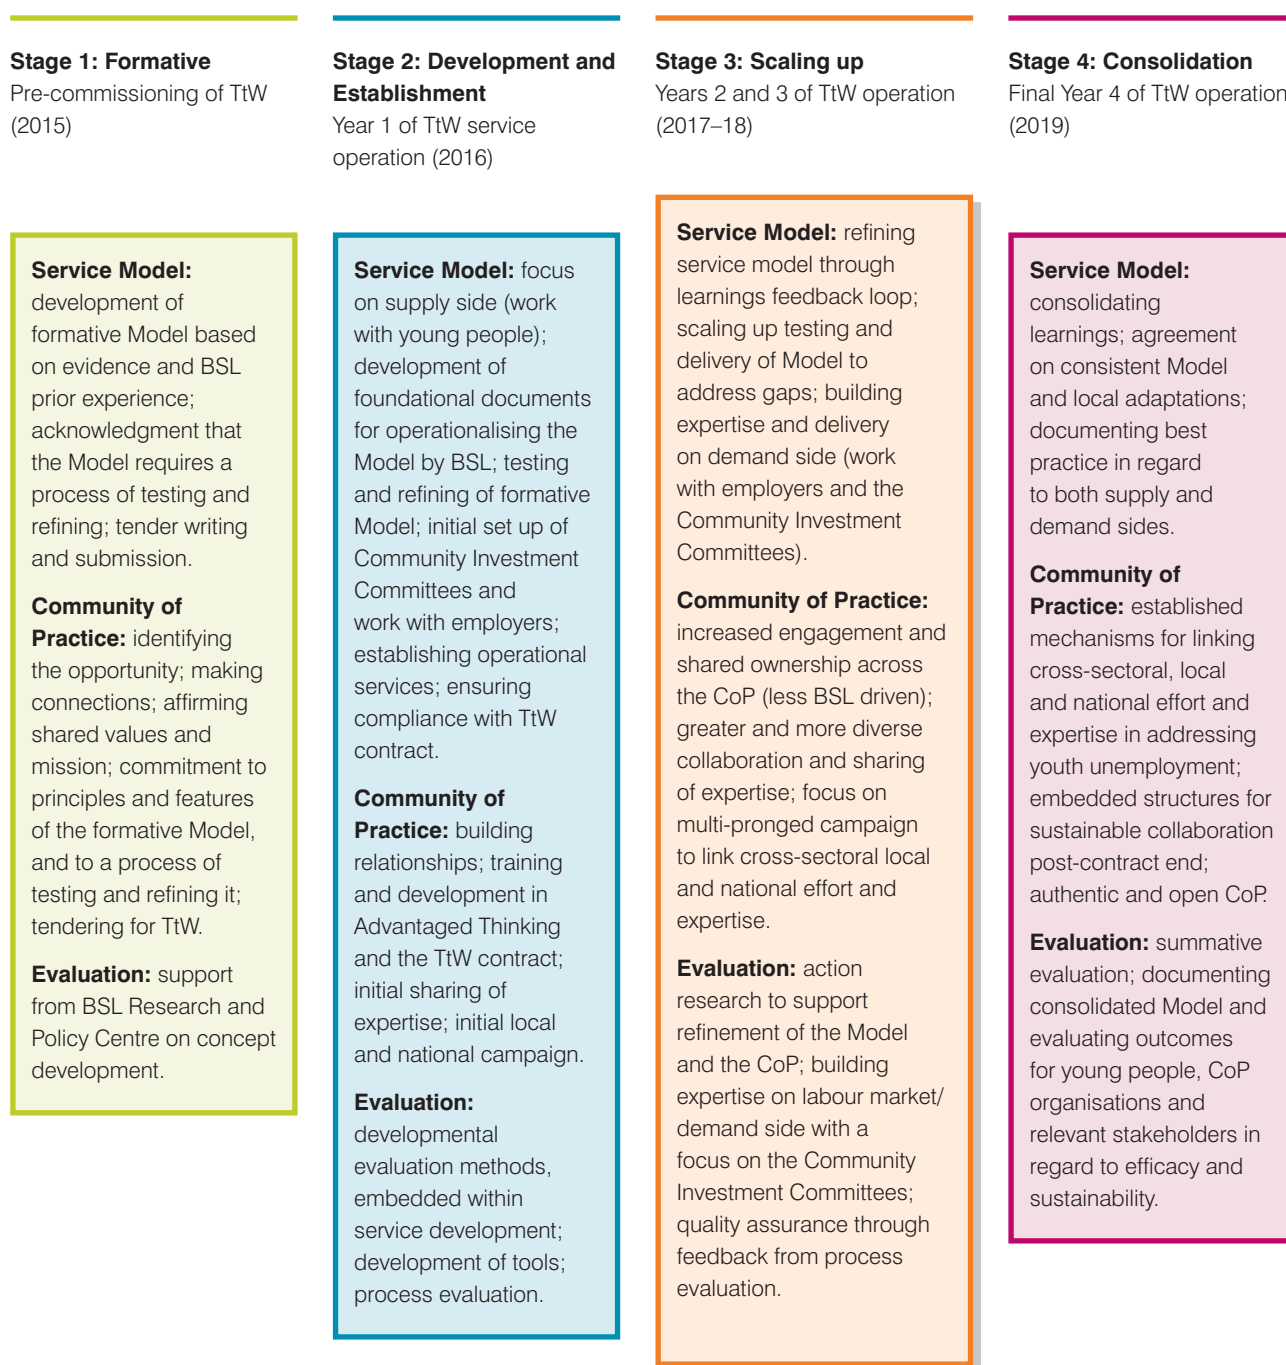 Stage 1: Formative
Pre-commissioning of TtW
(2015)
Service Model:
development of
formative Model based
on evidence and BSL
prior experience;
acknowledgment that
the Model requires a
process of testing and
refining; tender writing
and submission.
Community of
Practice: identifying
the opportunity; making
connections; affirming
shared values and
mission; commitment to
principles and features
of the formative Model,
and to a process of
testing and refining it;
tendering for TtW.
Evaluation: support
from BSL Research and
Policy Centre on concept
development.
Stage 2: Development and
Establishment
Year 1 of TtW service
operation (2016)
Service Model: focus
on supply side (work
with young people);
development of
foundational documents
for operationalising the
Model by BSL; testing
and refining of formative
Model; initial set up of
Community Investment
Committees and
work with employers;
establishing operational
services; ensuring
compliance with TtW
contract.
Community of
Practice: building
relationships; training
and development in
Advantaged Thinking
and the TtW contract;
initial sharing of
expertise; initial local
and national campaign.
Evaluation:
developmental
evaluation methods,
embedded within
service development;
development of tools;
process evaluation.
Stage 3: Scaling up
Years 2 and 3 of TtW operation
(2017–18)
Service Model: refining
service model through
learnings feedback loop;
scaling up testing and
delivery of Model to
address gaps; building
expertise and delivery
on demand side (work
with employers and the
Community Investment
Committees).
Community of Practice:
increased engagement and
shared ownership across
the CoP (less BSL driven);
greater and more diverse
collaboration and sharing
of expertise; focus on
multi-pronged campaign
to link cross-sectoral local
and national effort and
expertise.
Evaluation: action
research to support
refinement of the Model
and the CoP; building
expertise on labour market/
demand side with a
focus on the Community
Investment Committees;
quality assurance through
feedback from process
evaluation.
Stage 4: Consolidation
Final Year 4 of TtW operation
(2019)
Service Model:
consolidating
learnings; agreement
on consistent Model
and local adaptations;
documenting best
practice in regard
to both supply and
demand sides.
Community of
Practice: established
mechanisms for linking
cross-sectoral, local
and national effort and
expertise in addressing
youth unemployment;
embedded structures for
sustainable collaboration
post-contract end;
authentic and open CoP.
Evaluation: summative
evaluation; documenting
consolidated Model and
evaluating outcomes
for young people, CoP
organisations and
relevant stakeholders in
regard to efficacy and
sustainability.